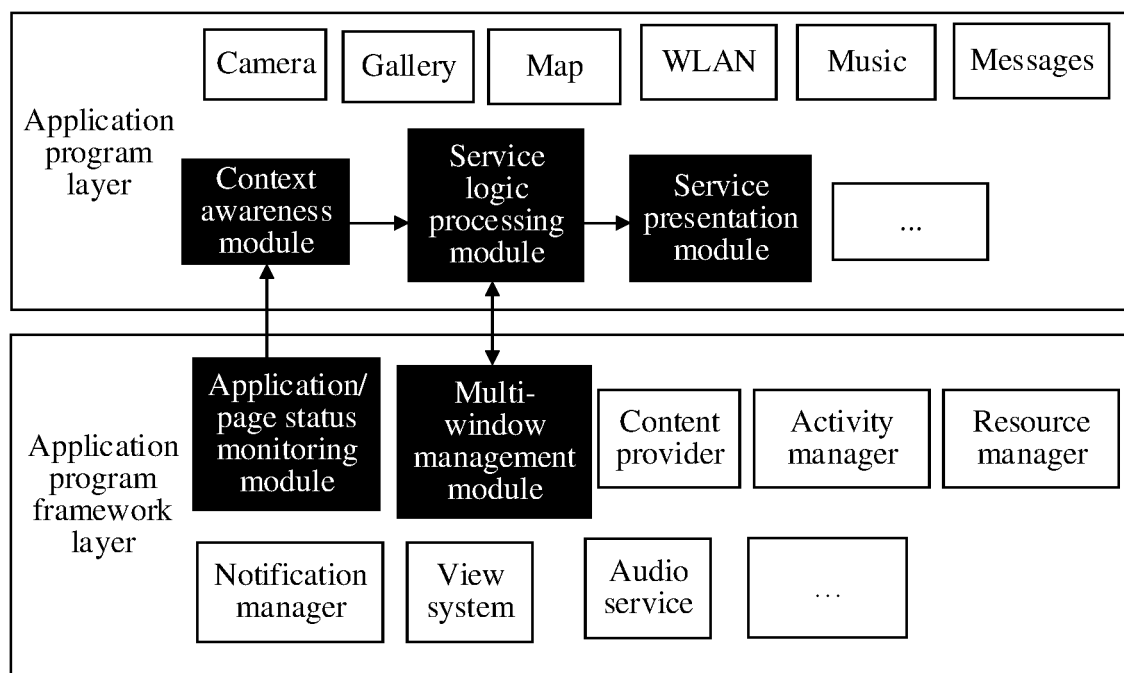 Camera
Gallery
Map
WLAN
Music
Messages
Application
program
layer
Context
awareness
module
Service
logic
processing
module
Service
presentation
module
...
Application
program
framework
layer
Application/
page status
monitoring
module
Multi-
window
management
module
Content
provider
Activity
manager
Resource
manager
Notification
manager
View
system
Audio
service
...